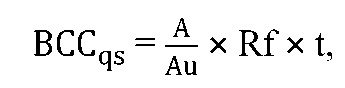 BCC_qs = A/Au × Rf × t,